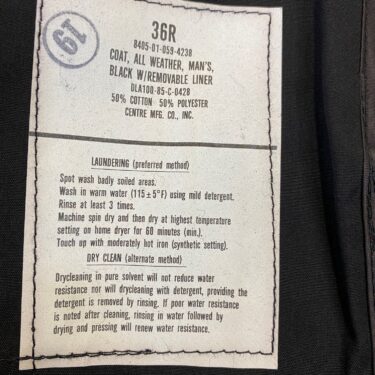 19
36R
8405-01-059-4238
COAT, ALL WEATHER, MAN'S,
BLACK W/REMOVABLE LINER
DLA100-85-C-0428
50% COTTON 50% POLYESTER
CENTRE MFG. CO., INC.
LAUNDERING (preferred method)
Spot wash badly soiled areas.
Wash in warm water (115±5°F) using mild detergent.
Rinse at least 3 times.
Machine spin dry and then dry at highest temperature
setting on home dryer for 60 minutes (min.).
Touch up with moderately hot iron (synthetic setting).
DRY CLEAN (alternate method)
Drycleaning in pure solvent will not reduce water
resistance nor will drycleaning with detergent, providing the
detergent is removed by rinsing. If poor water resistance
is noted after cleaning, rinsing in water followed by
drying and pressing will renew water resistance.